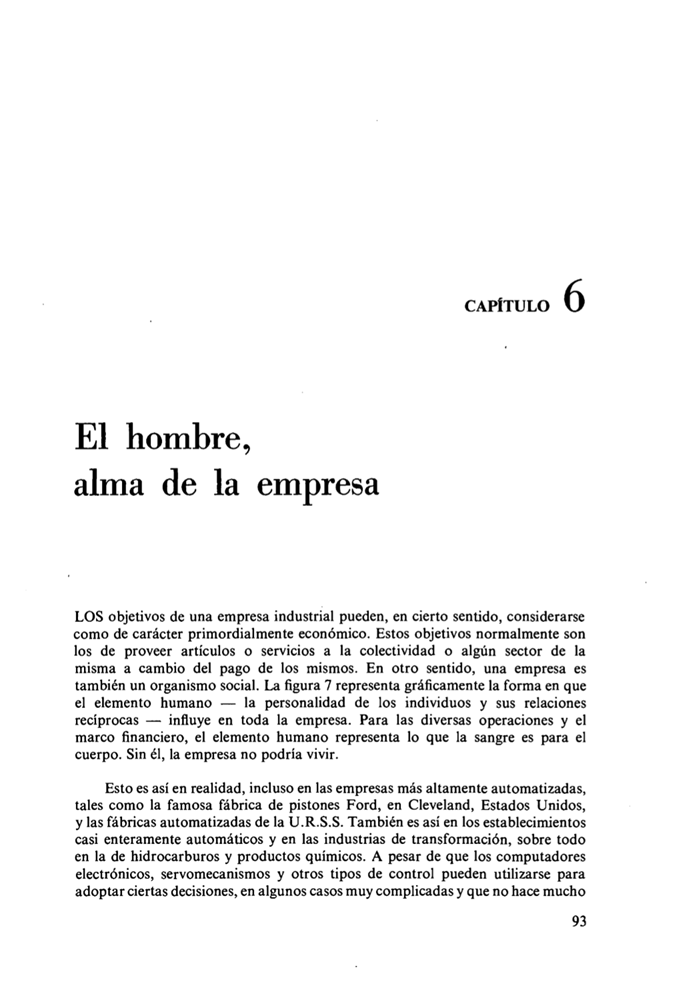 CAPÍTULO 6
El hombre,
alma de la empresa
LOS objetivos de una empresa industrial pueden, en cierto sentido, considerarse
como de carácter primordialmente económico. Estos objetivos normalmente son
los de proveer artículos o servicios a la colectividad o algún sector de la
misma a cambio del pago de los mismos. En otro sentido, una empresa es
también un organismo social. La figura 7 representa gráficamente la forma en que
el elemento humano — la personalidad de los individuos y sus relaciones
recíprocas — influye en toda la empresa. Para las diversas operaciones y el
marco financiero, el elemento humano representa lo que la sangre es para el
cuerpo. Sin él, la empresa no podría vivir.
Esto es así en realidad, incluso en las empresas más altamente automatizadas,
tales como la famosa fábrica de pistones Ford, en Cleveland, Estados Unidos,
y las fábricas automatizadas de la U.R.S.S. También es así en los establecimientos
casi enteramente automáticos y en las industrias de transformación, sobre todo
en la de hidrocarburos y productos químicos. A pesar de que los computadores
electrónicos, servomecanismos y otros tipos de control pueden utilizarse para
adoptar ciertas decisiones, en algunos casos muy complicadas y que no hace mucho
93